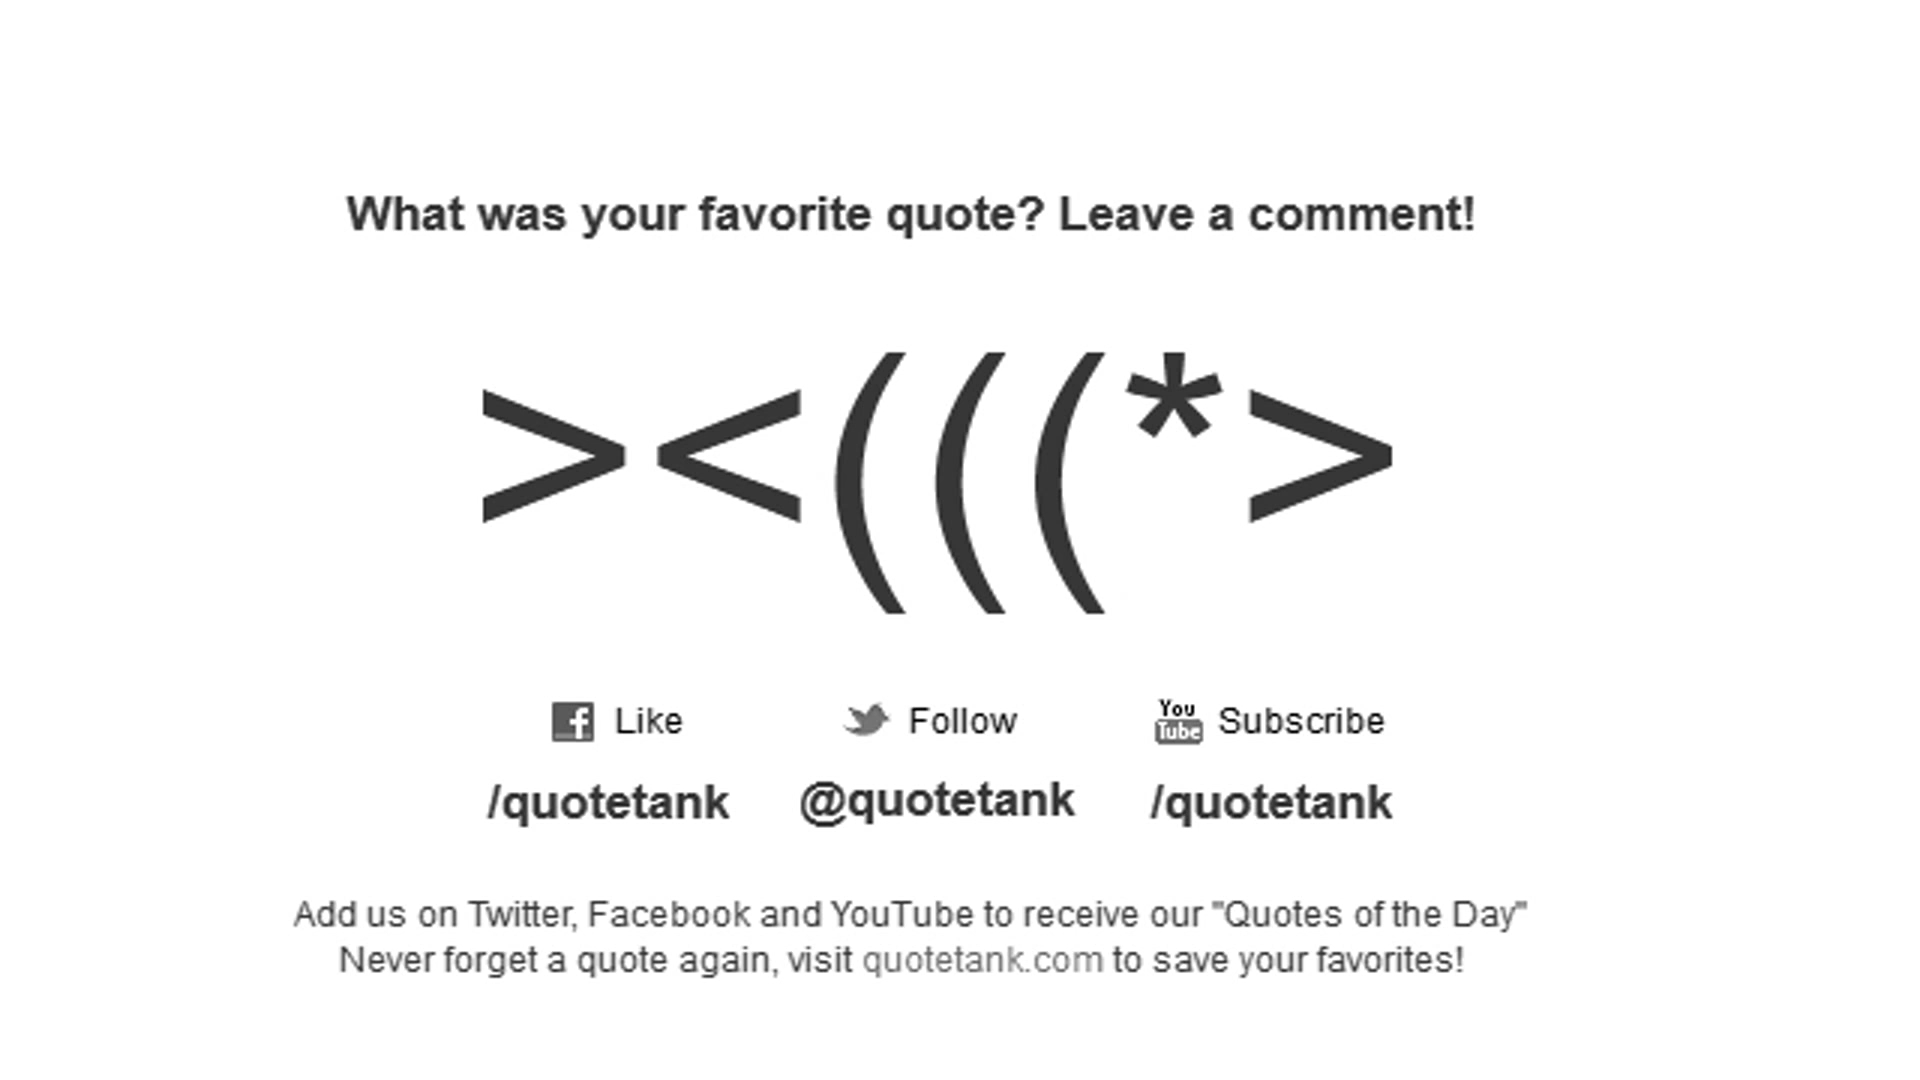 What was your favorite quote? Leave a comment!
><(((*>
f Like
Follow
You Tube Subscribe
/quotetank
@quotetank
/quotetank
Add us on Twitter, Facebook and YouTube to receive our "Quotes of the Day"
Never forget a quote again, visit quotetank.com to save your favorites!